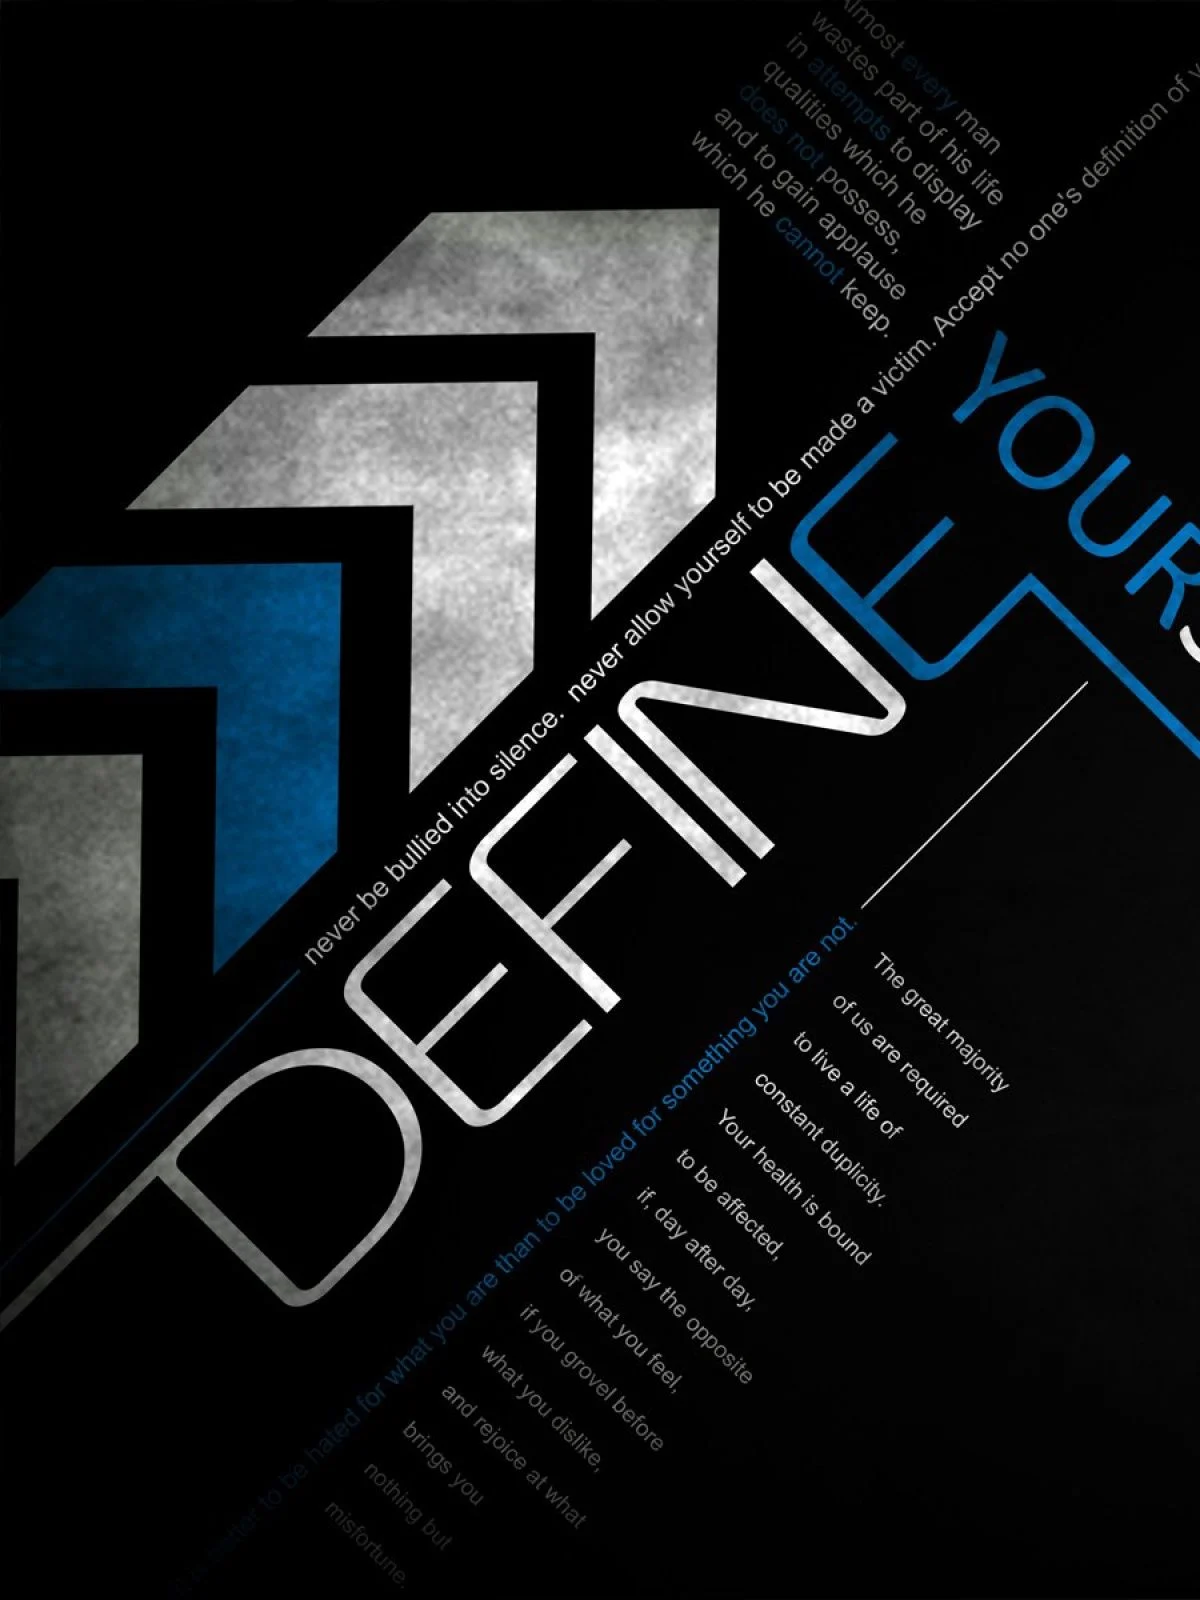 Almost every man
wastes part of his life
in attempts to display
qualities which he
does not possess,
and to gain applause
which he cannot keep.
never be bullied into silence. never allow yourself to be made a victim. Accept no one's definition of
YOURS
DEFINE
It is better to be hated for what you are than to be loved for something you are not.
The great majority
of us are required
to live a life of
constant duplicity.
Your health is bound
to be affected,
if, day after day,
you say the opposite
of what you feel,
if you grovel before
what you dislike,
and rejoice at what
brings you
nothing but
misfortune.